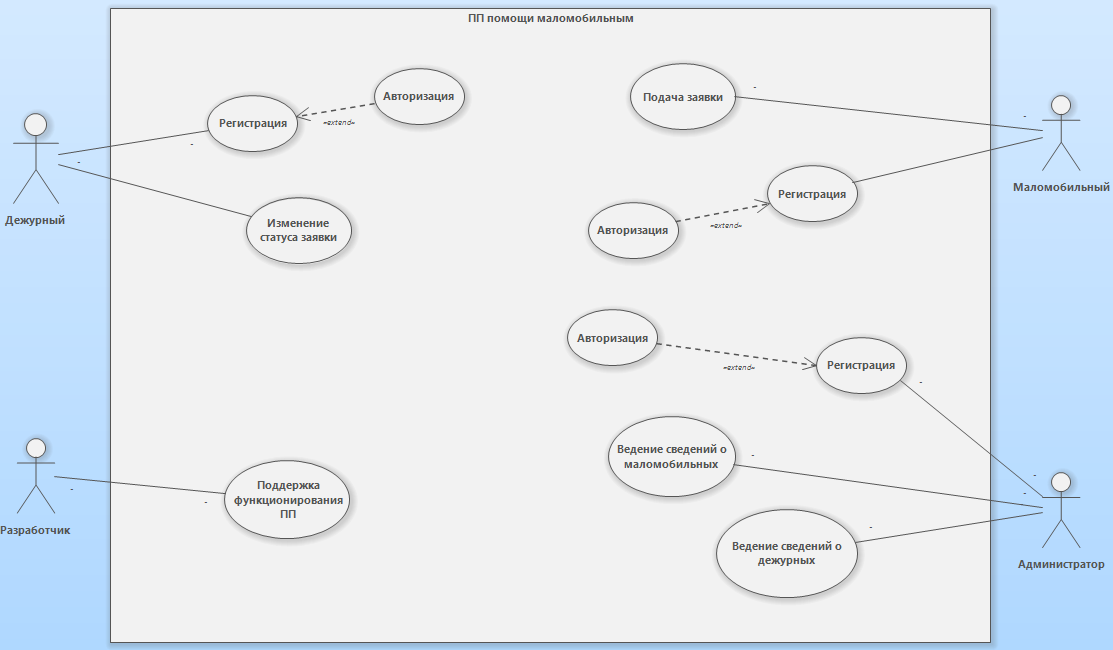 ПП помощи маломобильным
Авторизация
Регистрация
«extend»
Дежурный
Изменение
статуса заявки
Подача заявки
Маломобильный
Регистрация
Авторизация
«extend»
Авторизация
Регистрация
«extend»
Ведение сведений о
маломобильных
Разработчик
Поддержка
функционирования
ПП
Ведение сведений о
дежурных
Администратор